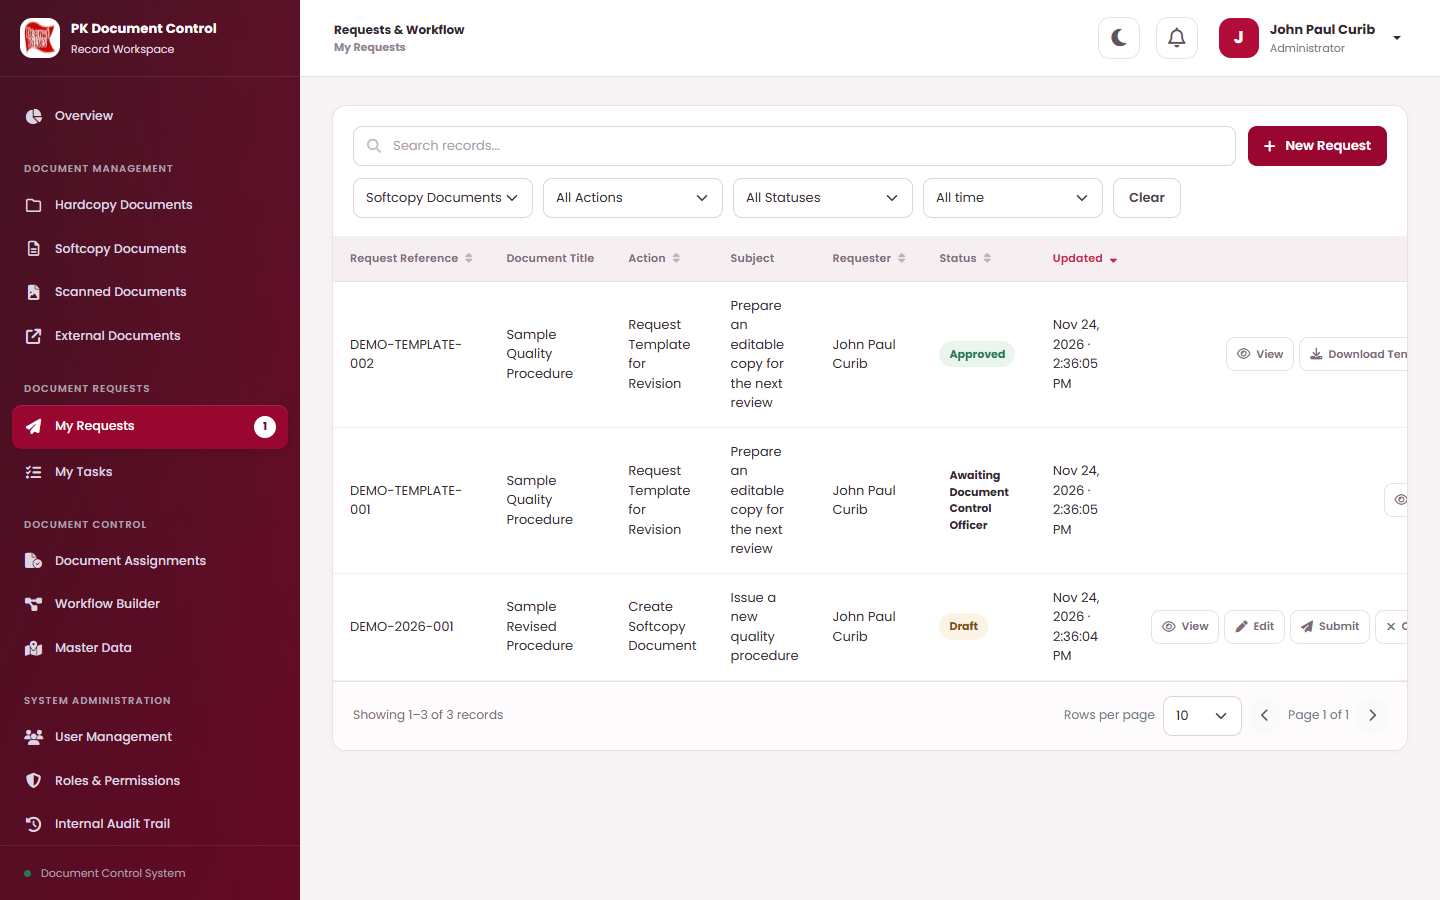 PK Document Control
Record Workspace
Overview
DOCUMENT MANAGEMENT
Hardcopy Documents
Softcopy Documents
Scanned Documents
External Documents
DOCUMENT REQUESTS
My Requests 1
My Tasks
DOCUMENT CONTROL
Document Assignments
Workflow Builder
Master Data
SYSTEM ADMINISTRATION
User Management
Roles & Permissions
Internal Audit Trail
Document Control System
Requests & Workflow
My Requests
J
John Paul Curib
Administrator
Search records...
New Request
Softcopy Documents All Actions All Statuses All time Clear
Request Reference Document Title Action Subject Requester Status Updated
DEMO-TEMPLATE-
002
Sample
Quality
Procedure
Request
Template
for
Revision
Prepare
an
editable
copy for
the next
review
John Paul
Curib
Approved
Nov 24,
2026 ·
2:36:05
PM
View Download Tem
DEMO-TEMPLATE-
001
Sample
Quality
Procedure
Request
Template
for
Revision
Prepare
an
editable
copy for
the next
review
John Paul
Curib
Awaiting
Document
Control
Officer
Nov 24,
2026 ·
2:36:05
PM
DEMO-2026-001
Sample
Revised
Procedure
Create
Softcopy
Document
Issue a
new
quality
procedure
John Paul
Curib
Draft
Nov 24,
2026 ·
2:36:04
PM
View Edit Submit
Showing 1–3 of 3 records
Rows per page 10 Page 1 of 1